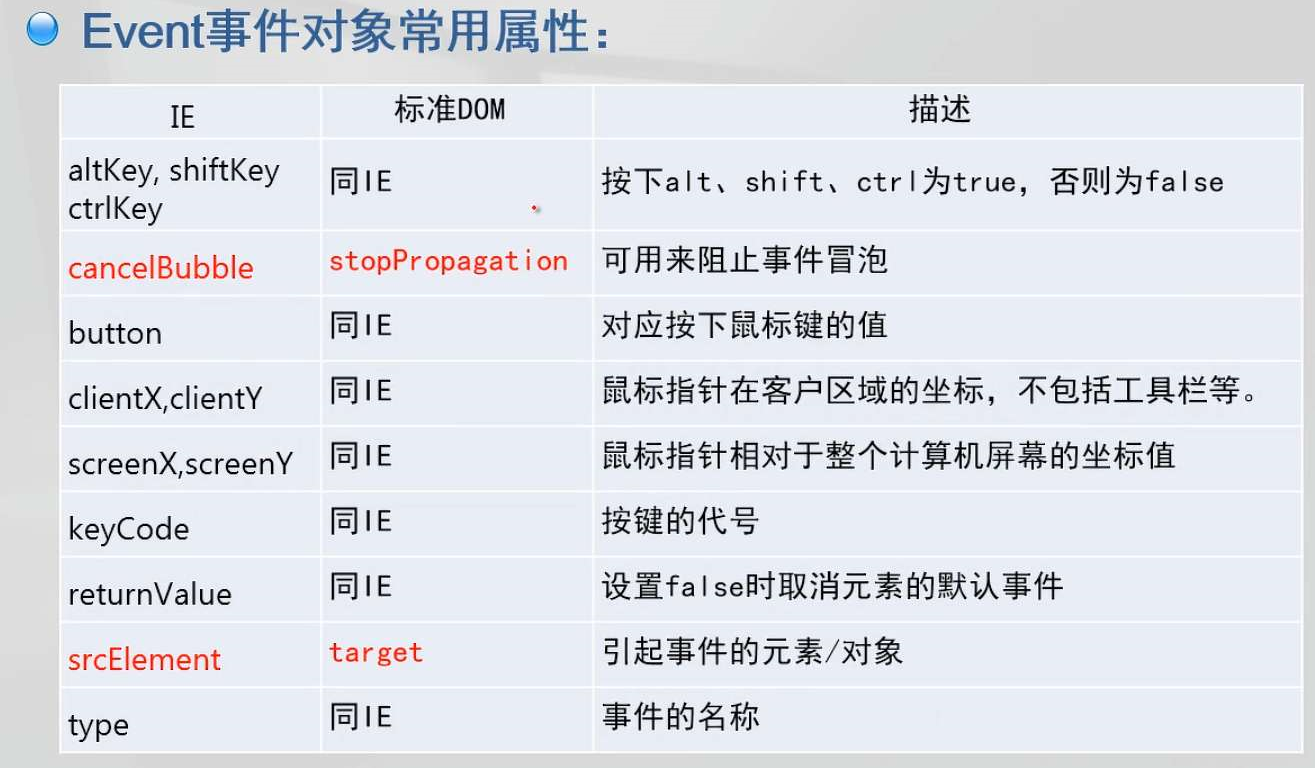 Event事件对象常用属性：
IE 标准DOM 描述
altKey, shiftKey
ctrlKey 同IE 按下alt、shift、ctrl为true，否则为false
cancelBubble stopPropagation 可用来阻止事件冒泡
button 同IE 对应按下鼠标键的值
clientX,clientY 同IE 鼠标指针在客户区域的坐标，不包括工具栏等。
screenX,screenY 同IE 鼠标指针相对于整个计算机屏幕的坐标值
keyCode 同IE 按键的代号
returnValue 同IE 设置false时取消元素的默认事件
srcElement target 引起事件的元素/对象
type 同IE 事件的名称